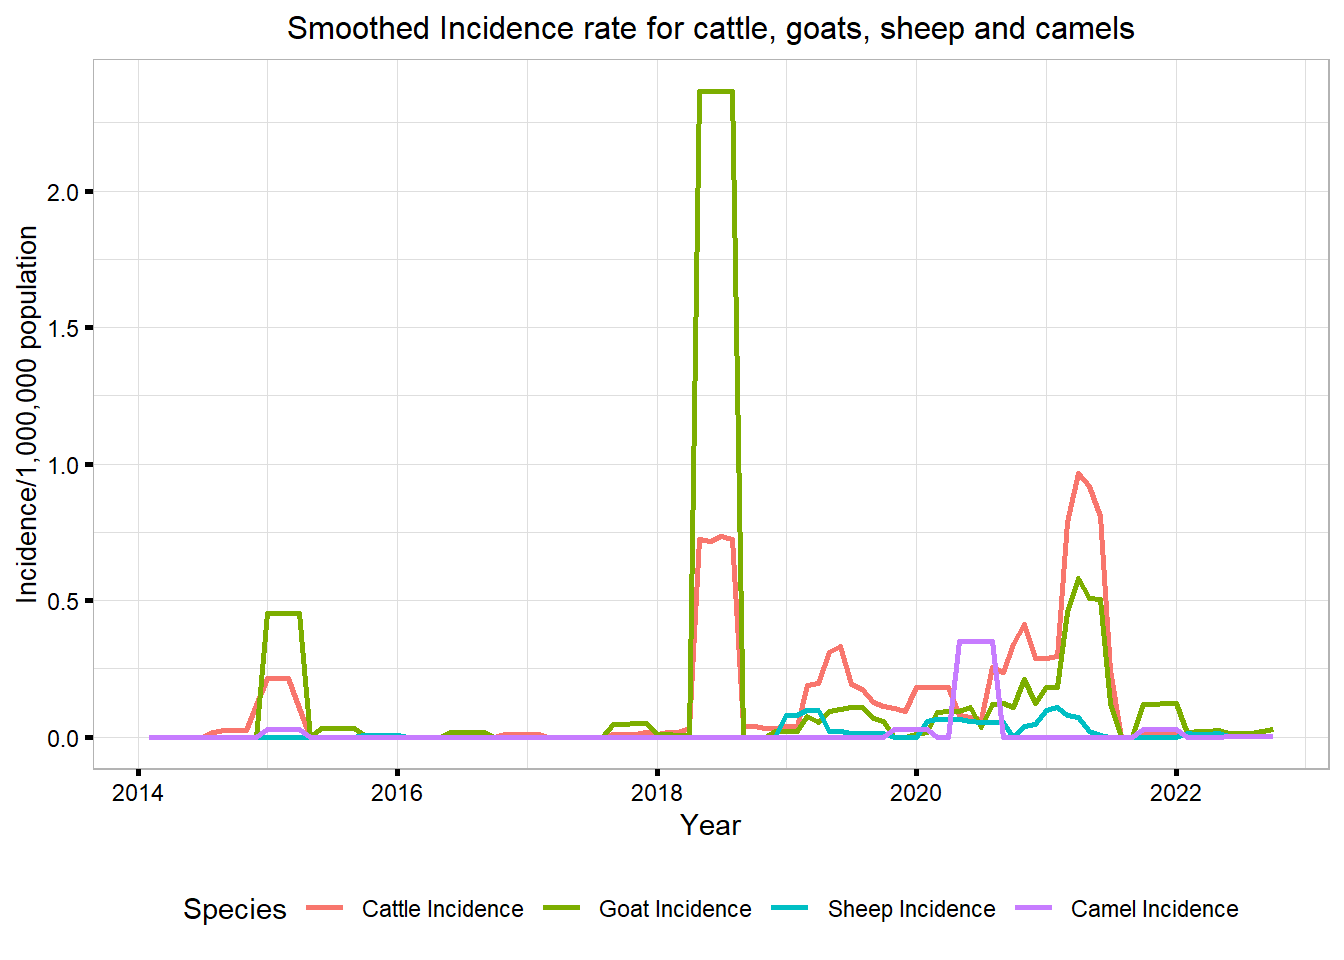 Smoothed Incidence rate for cattle, goats, sheep and camels
Incidence/1,000,000 population
2.0
1.5
1.0
0.5
0.0
2014 2016 2018 2020 2022
Year
Species Cattle Incidence Goat Incidence Sheep Incidence Camel Incidence